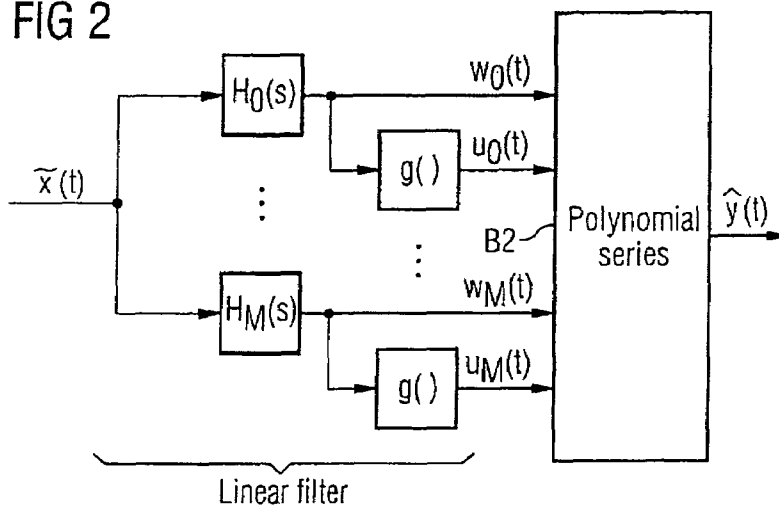 FIG 2
H0(s)
w0(t)
g( )
u0(t)
x̃(t)
⋮
B2
Polynomial
series
ŷ(t)
⋮
HM(s)
wM(t)
g( )
uM(t)
Linear filter